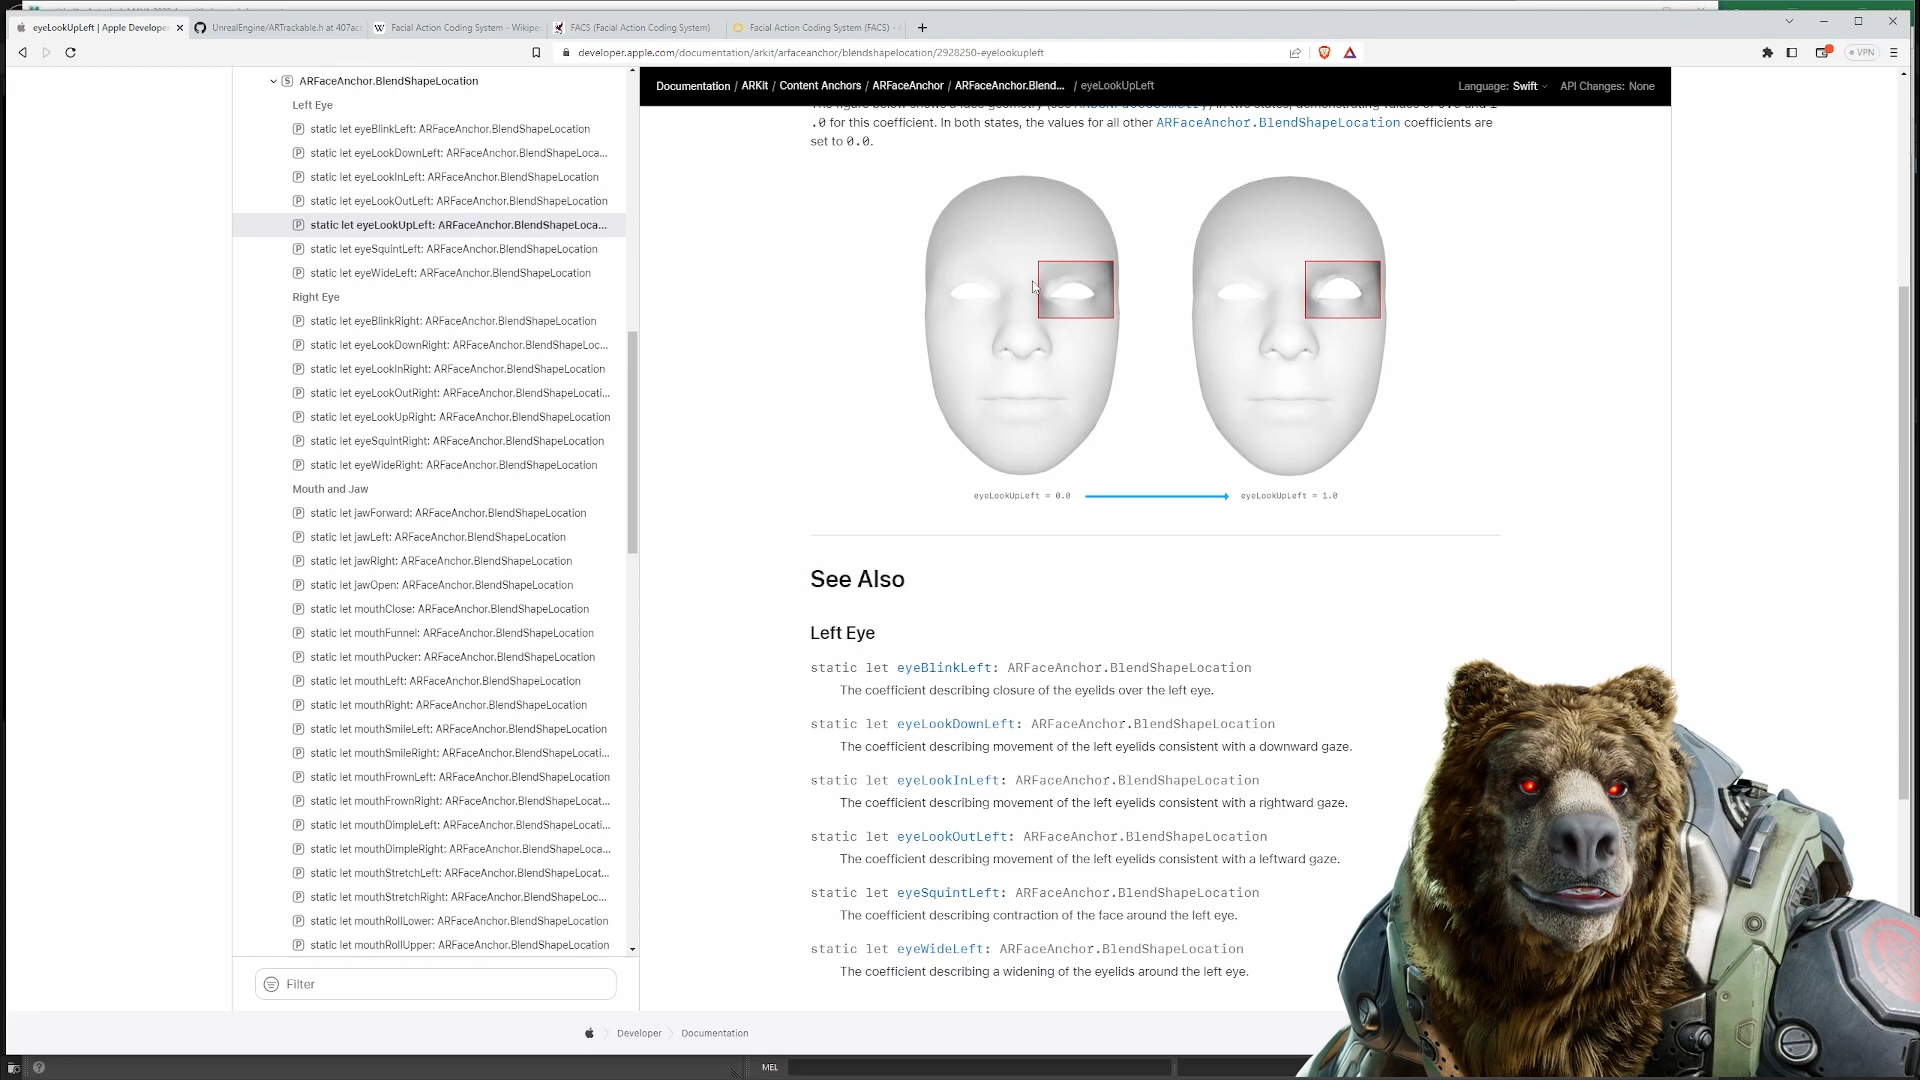 eyeLookUpLeft | Apple Developer
UnrealEngine/ARTrackable.h at 407acc
Facial Action Coding System - Wikiped
FACS (Facial Action Coding System)
Facial Action Coding System (FACS) -
developer.apple.com/documentation/arkit/arfaceanchor/blendshapelocation/2928250-eyelookupleft
VPN
ARFaceAnchor.BlendShapeLocation
Left Eye
static let eyeBlinkLeft: ARFaceAnchor.BlendShapeLocation
static let eyeLookDownLeft: ARFaceAnchor.BlendShapeLoca...
static let eyeLookInLeft: ARFaceAnchor.BlendShapeLocation
static let eyeLookOutLeft: ARFaceAnchor.BlendShapeLocation
static let eyeLookUpLeft: ARFaceAnchor.BlendShapeLoca...
static let eyeSquintLeft: ARFaceAnchor.BlendShapeLocation
static let eyeWideLeft: ARFaceAnchor.BlendShapeLocation
Right Eye
static let eyeBlinkRight: ARFaceAnchor.BlendShapeLocation
static let eyeLookDownRight: ARFaceAnchor.BlendShapeLoc...
static let eyeLookInRight: ARFaceAnchor.BlendShapeLocation
static let eyeLookOutRight: ARFaceAnchor.BlendShapeLocati...
static let eyeLookUpRight: ARFaceAnchor.BlendShapeLocation
static let eyeSquintRight: ARFaceAnchor.BlendShapeLocation
static let eyeWideRight: ARFaceAnchor.BlendShapeLocation
Mouth and Jaw
static let jawForward: ARFaceAnchor.BlendShapeLocation
static let jawLeft: ARFaceAnchor.BlendShapeLocation
static let jawRight: ARFaceAnchor.BlendShapeLocation
static let jawOpen: ARFaceAnchor.BlendShapeLocation
static let mouthClose: ARFaceAnchor.BlendShapeLocation
static let mouthFunnel: ARFaceAnchor.BlendShapeLocation
static let mouthPucker: ARFaceAnchor.BlendShapeLocation
static let mouthLeft: ARFaceAnchor.BlendShapeLocation
static let mouthRight: ARFaceAnchor.BlendShapeLocation
static let mouthSmileLeft: ARFaceAnchor.BlendShapeLocation
static let mouthSmileRight: ARFaceAnchor.BlendShapeLocati...
static let mouthFrownLeft: ARFaceAnchor.BlendShapeLocation
static let mouthFrownRight: ARFaceAnchor.BlendShapeLocat...
static let mouthDimpleLeft: ARFaceAnchor.BlendShapeLocati...
static let mouthDimpleRight: ARFaceAnchor.BlendShapeLoca...
static let mouthStretchLeft: ARFaceAnchor.BlendShapeLocat...
static let mouthStretchRight: ARFaceAnchor.BlendShapeLoc...
static let mouthRollLower: ARFaceAnchor.BlendShapeLocation
static let mouthRollUpper: ARFaceAnchor.BlendShapeLocation
Filter
Documentation / ARKit / Content Anchors / ARFaceAnchor / ARFaceAnchor.Blend... / eyeLookUpLeft
Language: Swift API Changes: None
.0 for this coefficient. In both states, the values for all other ARFaceAnchor.BlendShapeLocation coefficients are
set to 0.0.
eyeLookUpLeft = 0.0
eyeLookUpLeft = 1.0
See Also
Left Eye
static let eyeBlinkLeft: ARFaceAnchor.BlendShapeLocation
The coefficient describing closure of the eyelids over the left eye.
static let eyeLookDownLeft: ARFaceAnchor.BlendShapeLocation
The coefficient describing movement of the left eyelids consistent with a downward gaze.
static let eyeLookInLeft: ARFaceAnchor.BlendShapeLocation
The coefficient describing movement of the left eyelids consistent with a rightward gaze.
static let eyeLookOutLeft: ARFaceAnchor.BlendShapeLocation
The coefficient describing movement of the left eyelids consistent with a leftward gaze.
static let eyeSquintLeft: ARFaceAnchor.BlendShapeLocation
The coefficient describing contraction of the face around the left eye.
static let eyeWideLeft: ARFaceAnchor.BlendShapeLocation
The coefficient describing a widening of the eyelids around the left eye.
Developer
Documentation
MEL